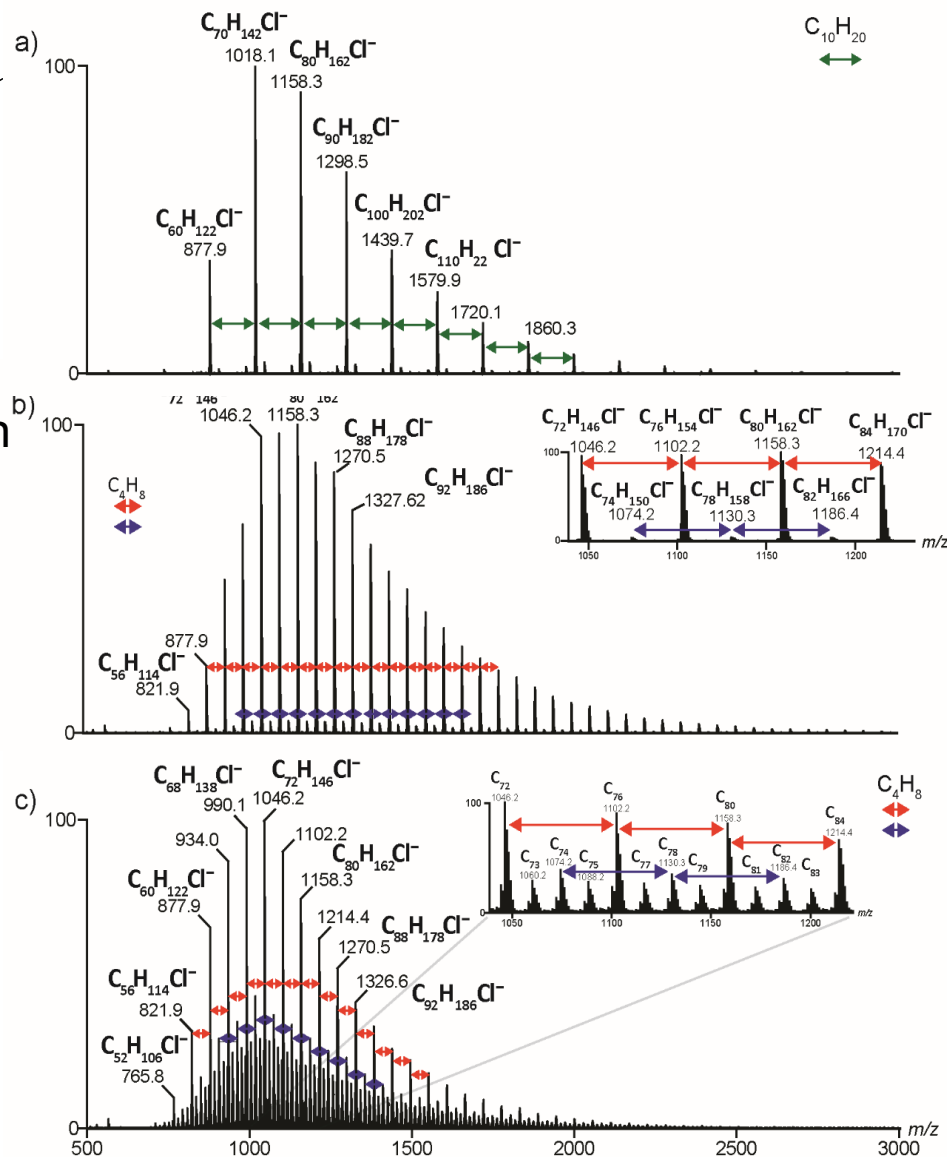 a)
C₇₀H₁₄₂Cl⁻
1018.1
C₈₀H₁₆₂Cl⁻
1158.3
C₁₀H₂₀
100
C₉₀H₁₈₂Cl⁻
1298.5
C₆₀H₁₂₂Cl⁻
877.9
C₁₀₀H₂₀₂Cl⁻
1439.7
C₁₁₀H₂₂ Cl⁻
1579.9
1720.1
1860.3
0
b)
72 146
1046.2
80 162
1158.3
100
C₈₈H₁₇₈Cl⁻
1270.5
C₉₂H₁₈₆Cl⁻
1327.62
C₄H₈
n
877.9
C₅₆H₁₁₄Cl⁻
821.9
0
C₇₂H₁₄₆Cl⁻
1046.2
C₇₆H₁₅₄Cl⁻
1102.2
C₈₀H₁₆₂Cl⁻
1158.3
C₈₄H₁₇₀Cl⁻
1214.4
100
C₇₄H₁₅₀Cl⁻
1074.2
C₇₈H₁₅₈Cl⁻
1130.3
C₈₂H₁₆₆Cl⁻
1186.4
0
1050 1100 1150 1200
m/z
c)
C₆₈H₁₃₈Cl⁻
990.1
C₇₂H₁₄₆Cl⁻
1046.2
100
934.0
1102.2
C₈₀H₁₆₂Cl⁻
1158.3
C₆₀H₁₂₂Cl⁻
877.9
1214.4
C₈₈H₁₇₈Cl⁻
1270.5
C₅₆H₁₁₄Cl⁻
821.9
1326.6
C₉₂H₁₈₆Cl⁻
C₅₂H₁₀₆Cl⁻
765.8
C₄H₈
C₇₂
1046.2
C₇₆
1102.2
C₈₀
1158.3
C₈₄
1214.4
100
C₇₃
1060.2
C₇₄
1074.2
C₇₅
1088.2
C₇₇
C₇₈
1130.3
C₇₉
C₈₁
C₈₂
1186.4
C₈₃
0
1050 1100 1150 1200 m/z
0
500 1000 1500 2000 2500 3000 m/z